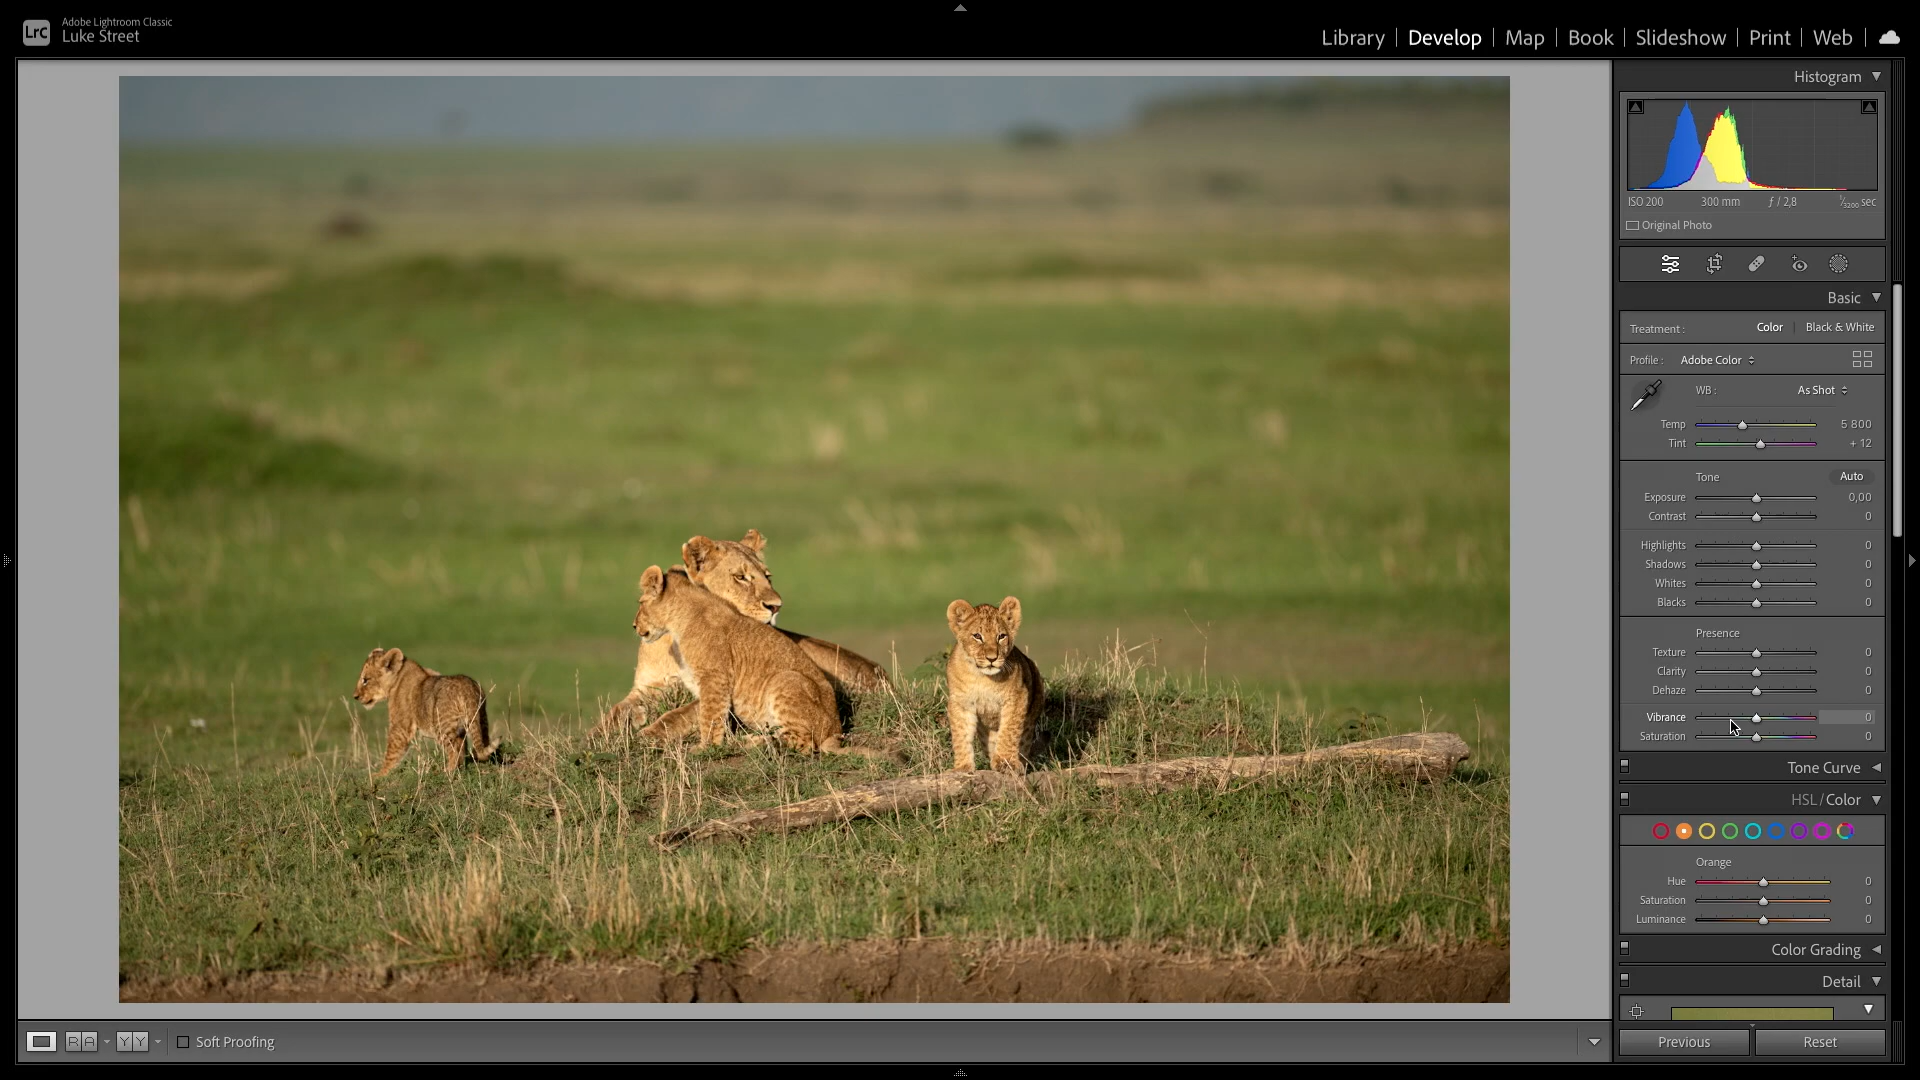 LrC
Adobe Lightroom Classic
Luke Street
Library | Develop | Map | Book | Slideshow | Print | Web |
Histogram
ISO 200 300 mm ƒ / 2,8 1/3200 sec
Original Photo
Basic
Treatment : Color | Black & White
Profile : Adobe Color
WB : As Shot
Temp 5 800
Tint + 12
Tone Auto
Exposure 0,00
Contrast 0
Highlights 0
Shadows 0
Whites 0
Blacks 0
Presence
Texture 0
Clarity 0
Dehaze 0
Vibrance 0
Saturation 0
Tone Curve
HSL / Color
Orange
Hue 0
Saturation 0
Luminance 0
Color Grading
Detail
R A Y Y Soft Proofing
Previous Reset